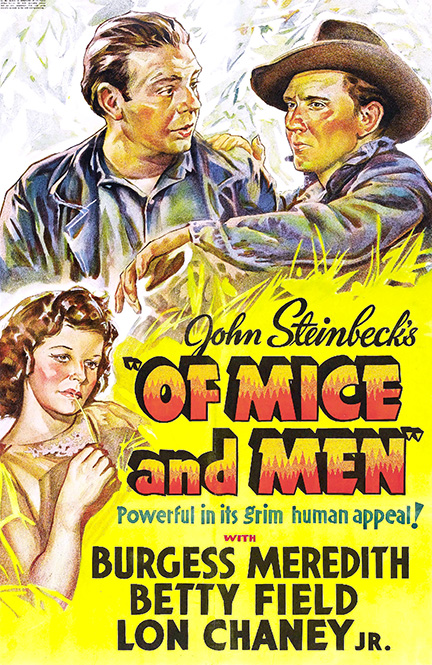 John Steinbeck's
"OF MICE
and MEN"
Powerful in its grim human appeal!
WITH
BURGESS MEREDITH
BETTY FIELD
LON CHANEY JR.